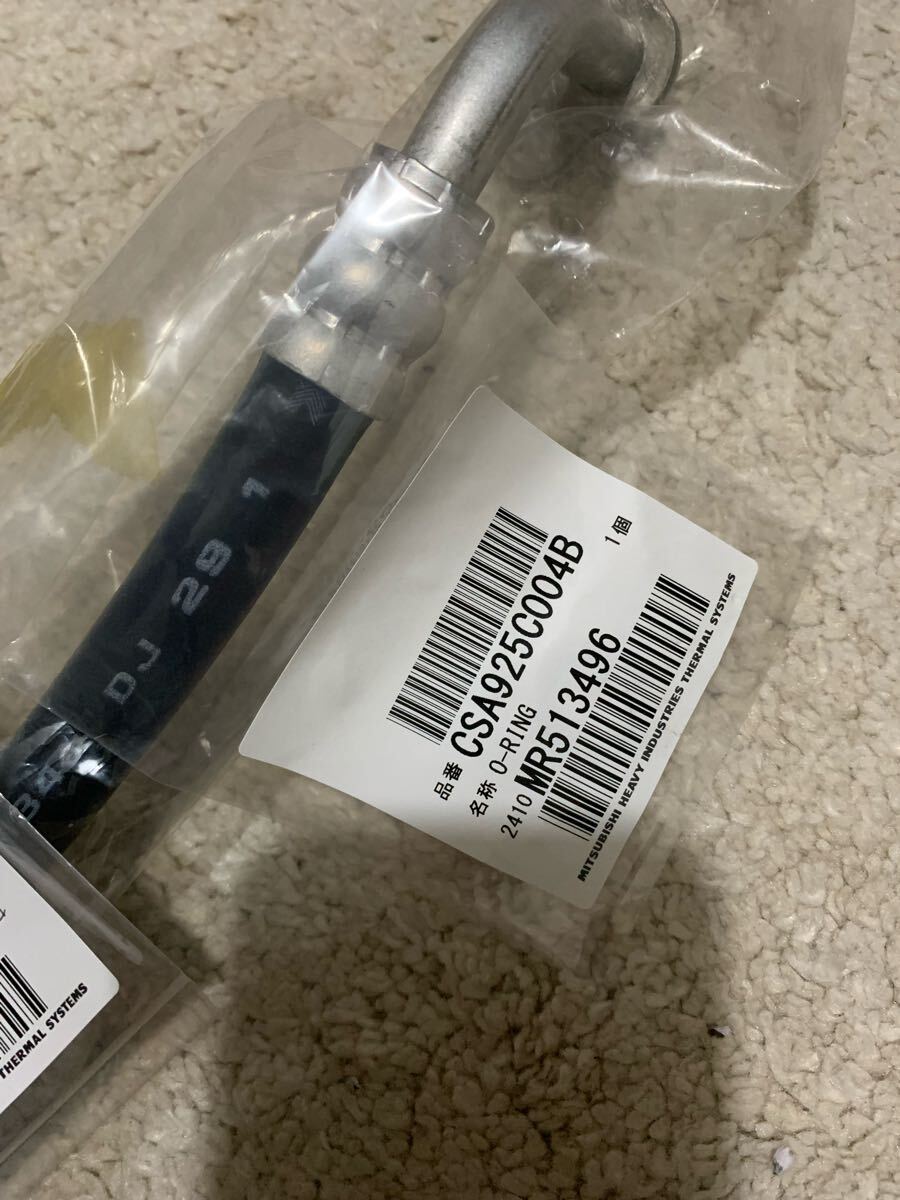 DJ 29 1
1個
品番 CSA925C004B
名称 O-RING
2410 MR513496
MITSUBISHI HEAVY INDUSTRIES THERMAL SYSTEMS
THERMAL SYSTEMS